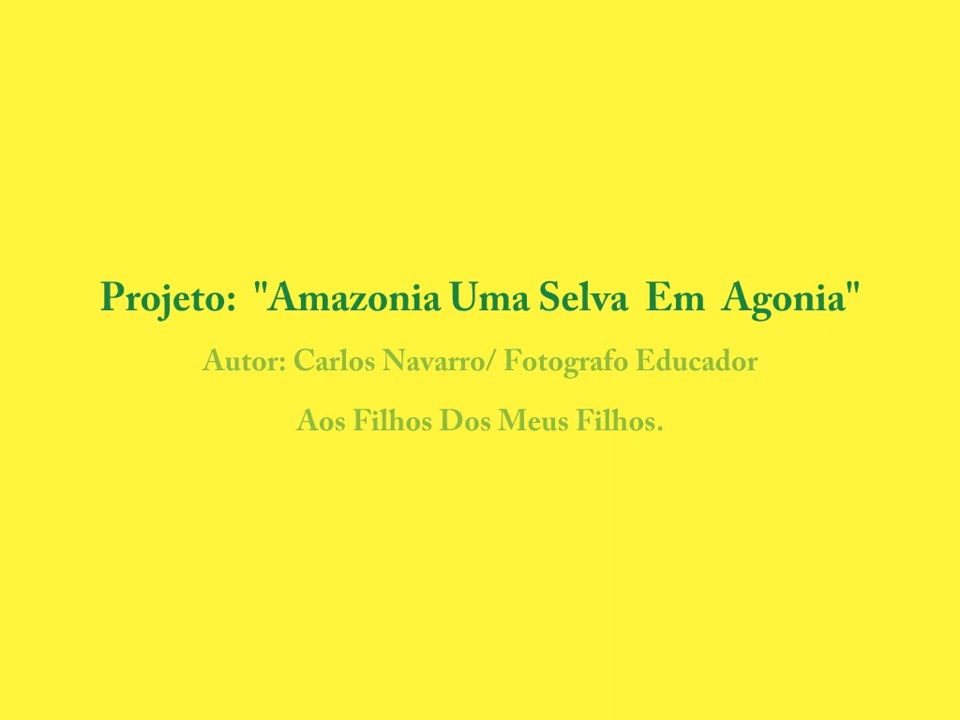 Projeto: "Amazonia Uma Selva Em Agonia"
Autor: Carlos Navarro/ Fotografo Educador
Aos Filhos Dos Meus Filhos.